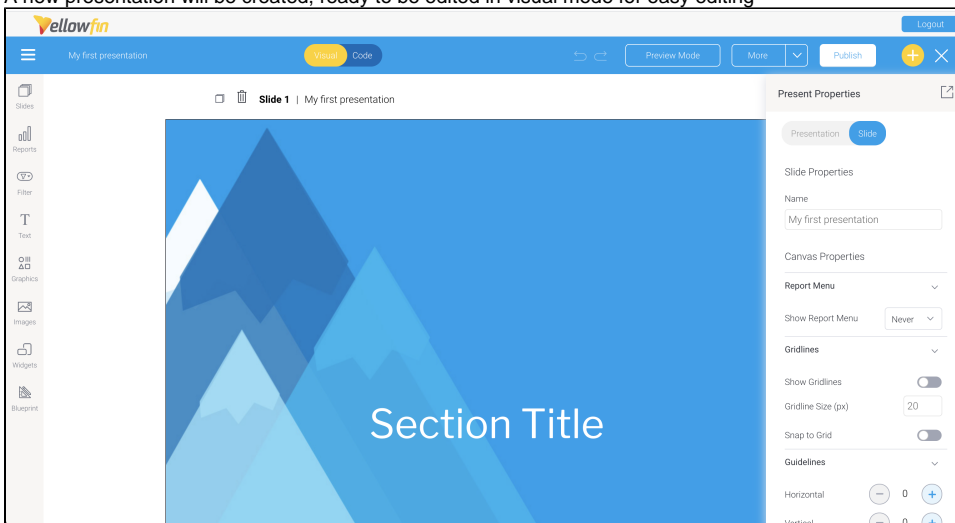 A new presentation will be created, ready to be edited in visual mode for easy editing
Yellowfin
Logout
My first presentation
Visual
Code
Preview Mode
More
Publish
Slides
Reports
Filter
T
Text
Graphics
Images
Widgets
Blueprint
Slide 1 | My first presentation
Section Title
Present Properties
Presentation
Slide
Slide Properties
Name
My first presentation
Canvas Properties
Report Menu
Show Report Menu Never
Gridlines
Show Gridlines
Gridline Size (px) 20
Snap to Grid
Guidelines
Horizontal 0
Vertical 0